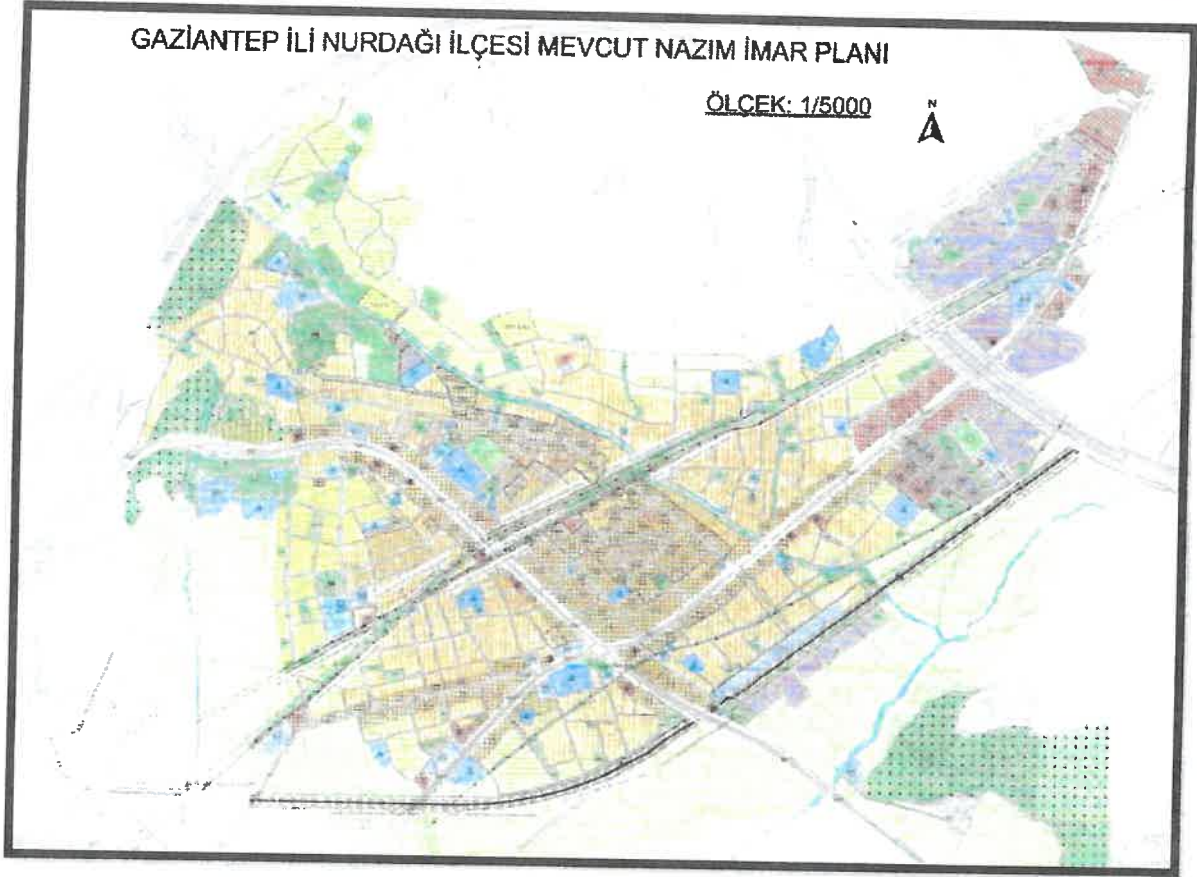 GAZİANTEP İLİ NURDAĞI İLÇESİ MEVCUT NAZIM İMAR PLANI
ÖLÇEK: 1/5000
N